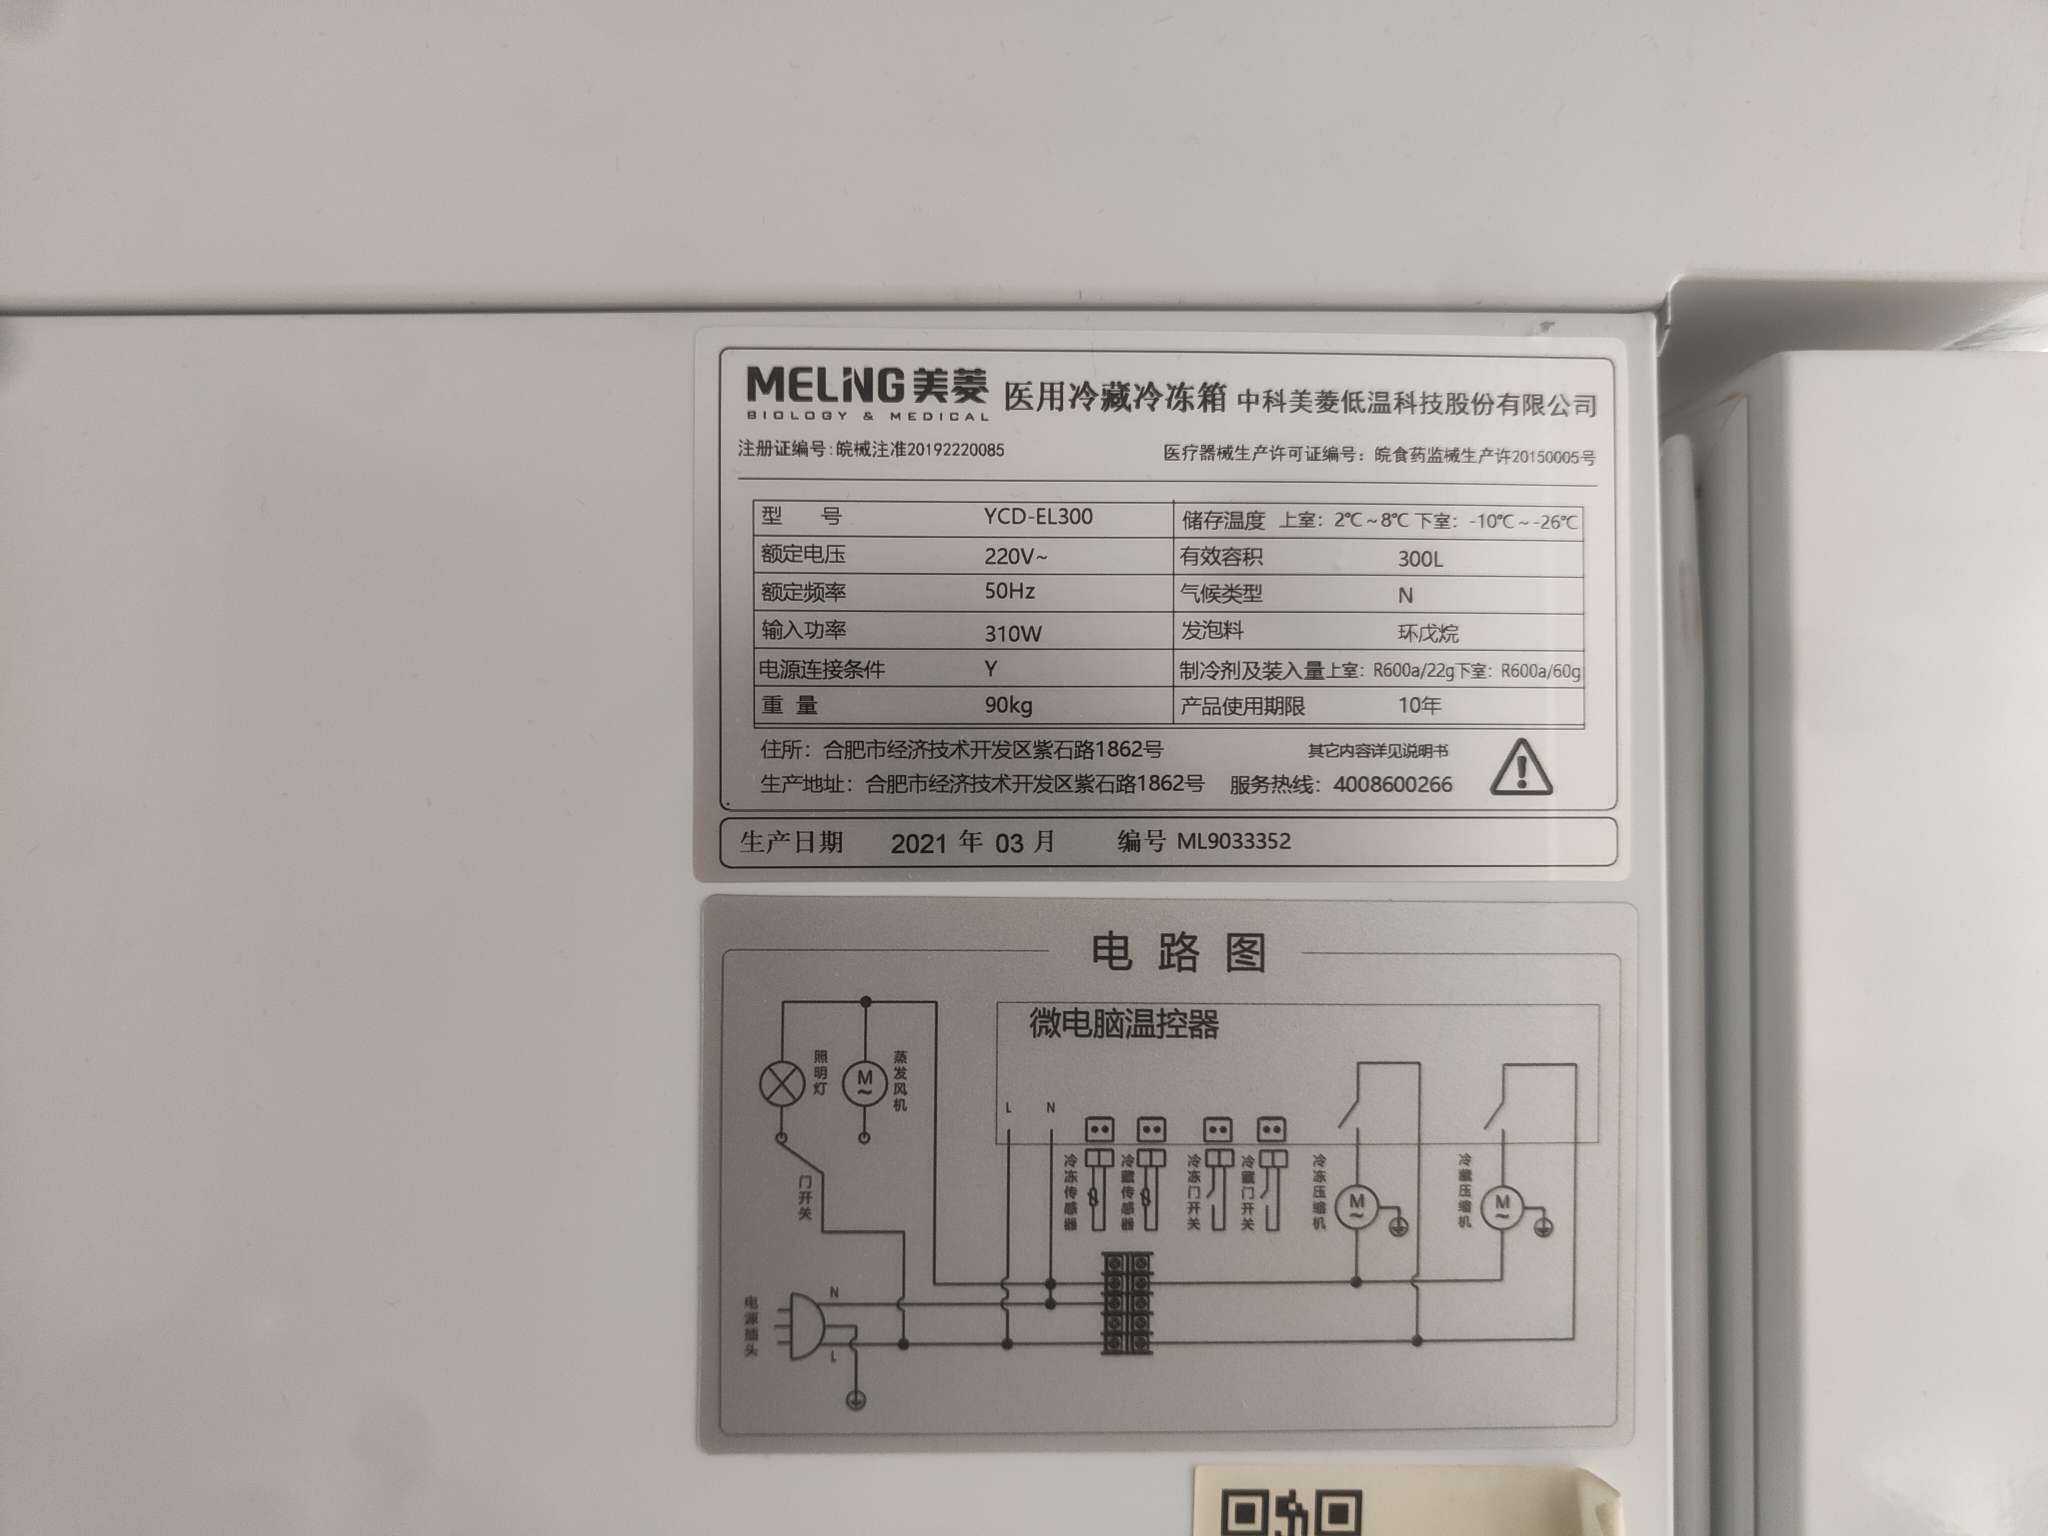 MELING 美菱 医用冷藏冷冻箱 中科美菱低温科技股份有限公司
BIOLOGY & MEDICAL
注册证编号:皖械注准20192220085 医疗器械生产许可证编号：皖食药监械生产许20150005号
型 号 YCD-EL300 储存温度 上室：2℃~8℃ 下室：-10℃~-26℃
额定电压 220V~ 有效容积 300L
额定频率 50Hz 气候类型 N
输入功率 310W 发泡料 环戊烷
电源连接条件 Y 制冷剂及装入量上室：R600a/22g下室：R600a/60g
重 量 90kg 产品使用期限 10年
住所：合肥市经济技术开发区紫石路1862号 其它内容详见说明书
生产地址：合肥市经济技术开发区紫石路1862号 服务热线：4008600266
生产日期 2021 年 03 月 编号 ML9033352
电路图
微电脑温控器
照明灯
M~
蒸发风机
L N
门开关
冷冻传感器
冷藏传感器
冷冻门开关
冷藏门开关
冷冻压缩机
M~
冷藏压缩机
M~
电源插头
N
L